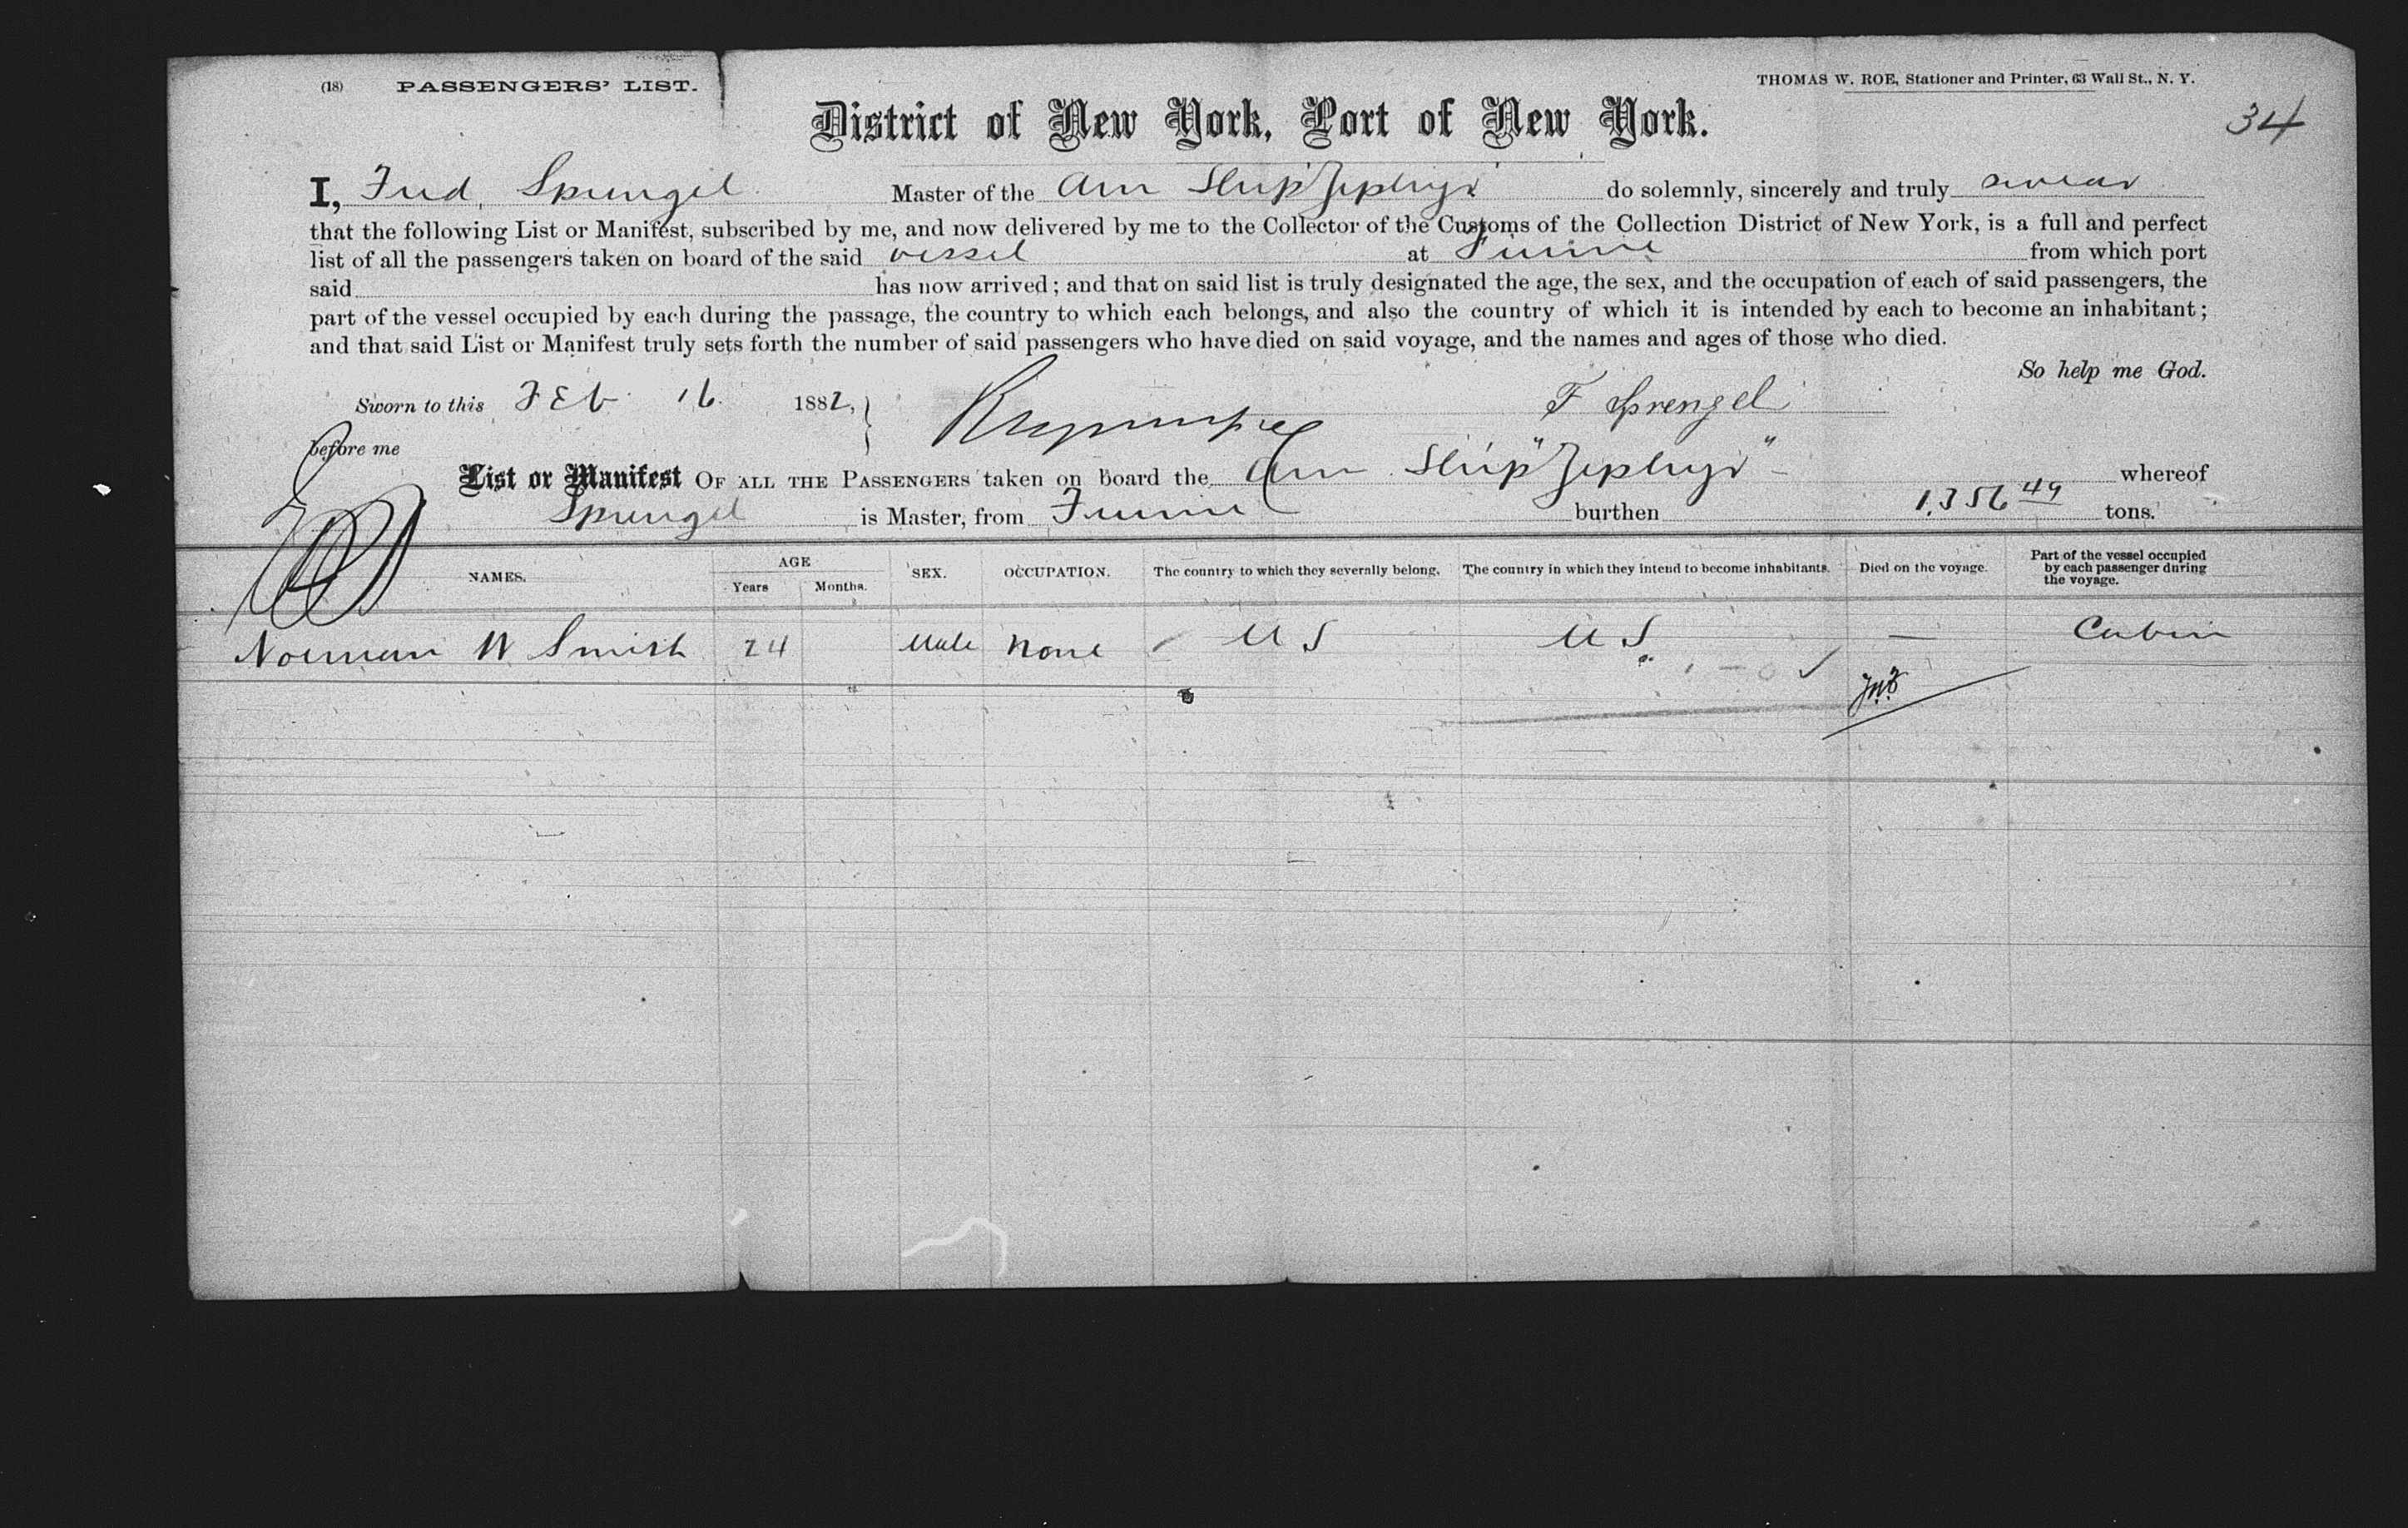 (18) PASSENGERS' LIST.
THOMAS W. ROE, Stationer and Printer, 63 Wall St., N. Y.
34
District of New York, Port of New York.
I, Fred. Sprengel Master of the Am Ship "Zephyr" do solemnly, sincerely and truly swear
that the following List or Manifest, subscribed by me, and now delivered by me to the Collector of the Customs of the Collection District of New York, is a full and perfect
list of all the passengers taken on board of the said vessel at Fiume from which port
said has now arrived; and that on said list is truly designated the age, the sex, and the occupation of each of said passengers, the
part of the vessel occupied by each during the passage, the country to which each belongs, and also the country of which it is intended by each to become an inhabitant;
and that said List or Manifest truly sets forth the number of said passengers who have died on said voyage, and the names and ages of those who died.
So help me God.
Sworn to this Feb 16 1882, }
F Sprengel
before me
List or Manifest OF ALL THE PASSENGERS taken on board the Am Ship "Zephyr" whereof
Sprengel is Master, from Fiume burthen 1,356 49 tons.
NAMES. AGE Years Months. SEX. OCCUPATION. The country to which they severally belong. The country in which they intend to become inhabitants. Died on the voyage. Part of the vessel occupied by each passenger during the voyage.
Norman W Smith 24 Male None U S U S — Cabin